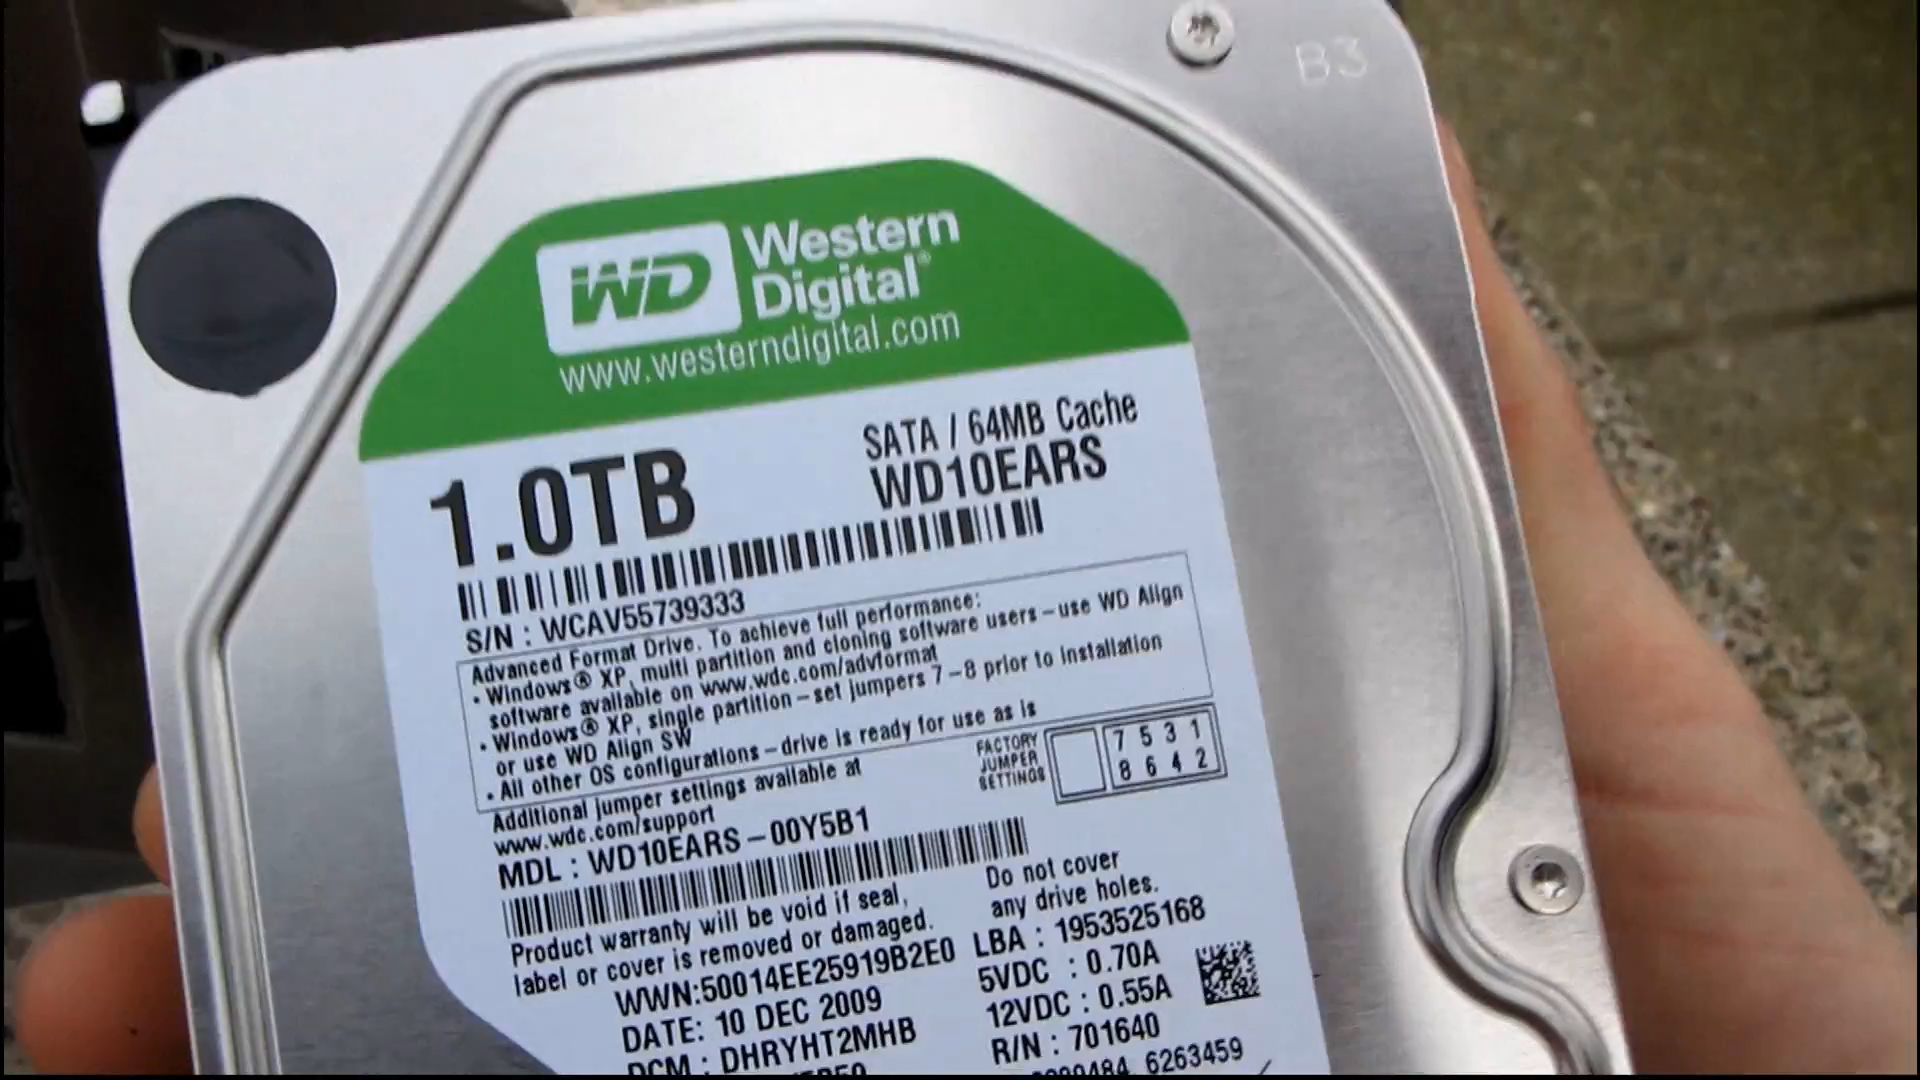 B3
WD Western
Digital®
www.westerndigital.com
SATA / 64MB Cache
1.0TB
WD10EARS
S/N : WCAV55739333
Advanced Format Drive. To achieve full performance:
• Windows® XP, multi partition and cloning software users – use WD Align
software available on www.wdc.com/advformat
• Windows® XP, single partition – set jumpers 7 – 8 prior to installation
or use WD Align SW
• All other OS configurations – drive is ready for use as is
Additional jumper settings available at
www.wdc.com/support
FACTORY
JUMPER
SETTINGS
7 5 3 1
8 6 4 2
MDL : WD10EARS – 00Y5B1
Product warranty will be void if seal,
label or cover is removed or damaged.
Do not cover
any drive holes.
WWN:50014EE25919B2E0
DATE: 10 DEC 2009
DCM : DHRYHT2MHB
LBA : 1953525168
5VDC : 0.70A
12VDC : 0.55A
R/N : 701640
6263459